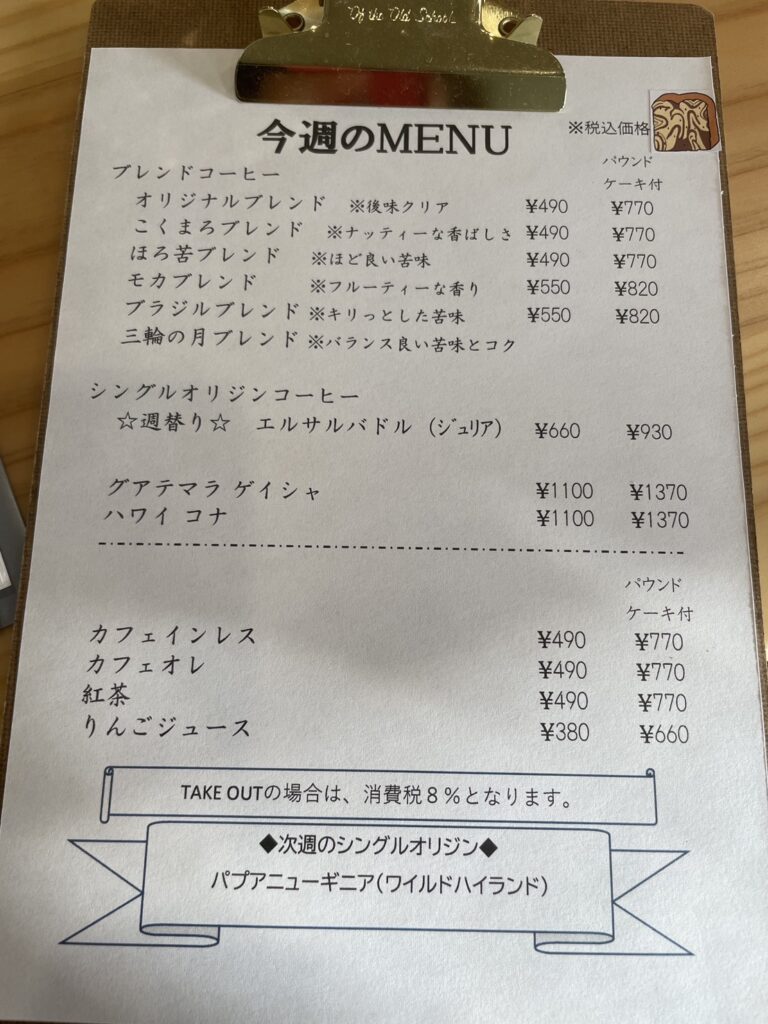 Of the Old School
今週のMENU ※税込価格
パウンド
ケーキ付
ブレンドコーヒー
オリジナルブレンド ※後味クリア ¥490 ¥770
こくまろブレンド ※ナッティーな香ばしさ ¥490 ¥770
ほろ苦ブレンド ※ほど良い苦味 ¥490 ¥770
モカブレンド ※フルーティーな香り ¥550 ¥820
ブラジルブレンド ※キリっとした苦味 ¥550 ¥820
三輪の月ブレンド ※バランス良い苦味とコク
シングルオリジンコーヒー
☆週替り☆ エルサルバドル（ジュリア） ¥660 ¥930
グアテマラ ゲイシャ ¥1100 ¥1370
ハワイ コナ ¥1100 ¥1370
パウンド
ケーキ付
カフェインレス ¥490 ¥770
カフェオレ ¥490 ¥770
紅茶 ¥490 ¥770
りんごジュース ¥380 ¥660
TAKE OUTの場合は、消費税８％となります。
◆次週のシングルオリジン◆
パプアニューギニア(ワイルドハイランド)